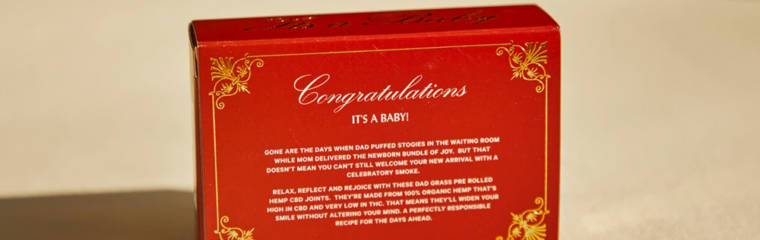 It's a Baby
Congratulations
IT'S A BABY!
GONE ARE THE DAYS WHEN DAD PUFFED STOGIES IN THE WAITING ROOM
WHILE MOM DELIVERED THE NEWBORN BUNDLE OF JOY. BUT THAT
DOESN'T MEAN YOU CAN'T STILL WELCOME YOUR NEW ARRIVAL WITH A
CELEBRATORY SMOKE.
RELAX, REFLECT AND REJOICE WITH THESE DAD GRASS PRE ROLLED
HEMP CBD JOINTS. THEY'RE MADE FROM 100% ORGANIC HEMP THAT'S
HIGH IN CBD AND VERY LOW IN THC. THAT MEANS THEY'LL WIDEN YOUR
SMILE WITHOUT ALTERING YOUR MIND. A PERFECTLY RESPONSIBLE
RECIPE FOR THE DAYS AHEAD.